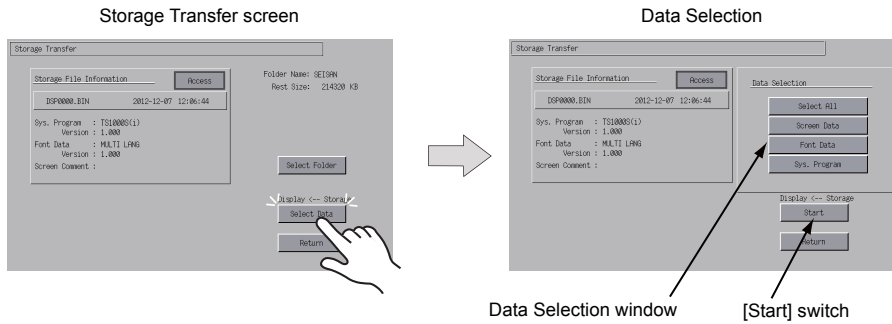 Storage Transfer screen
Data Selection
Storage Transfer
Storage File Information
Access
DSP0000.BIN 2012-12-07 12:06:44
Sys. Program : TS1000S(i)
Version : 1.000
Font Data : MULTI LANG
Version : 1.000
Screen Comment :
Folder Name: SEISAN
Rest Size: 214320 KB
Select Folder
Display <-- Storag
Select Data
Return
Storage Transfer
Storage File Information
Access
DSP0000.BIN 2012-12-07 12:06:44
Sys. Program : TS1000S(i)
Version : 1.000
Font Data : MULTI LANG
Version : 1.000
Screen Comment :
Data Selection
Select All
Screen Data
Font Data
Sys. Program
Display <-- Storage
Start
Return
Data Selection window
[Start] switch